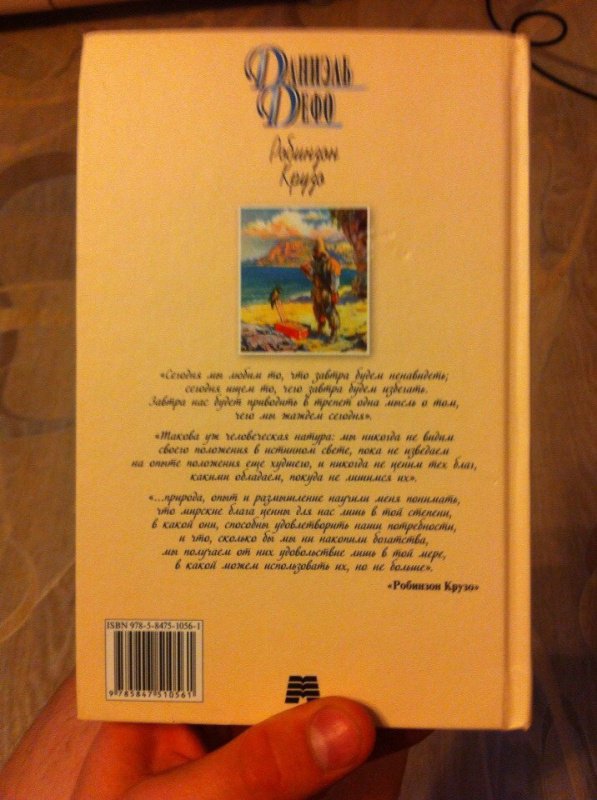 Даниэль
Дефо
Робинзон
Крузо
«Сегодня мы любим то, что завтра будем ненавидеть;
сегодня ищем то, чего завтра будем избегать.
Завтра нас будет приводить в трепет одна мысль о том,
чего мы жаждем сегодня».
«Такова уж человеческая натура: мы никогда не видим
своего положения в истинном свете, пока не изведаем
на опыте положения еще худшего, и никогда не ценим тех благ,
какими обладаем, покуда не лишимся их».
«...природа, опыт и размышление научили меня понимать,
что мирские блага ценны для нас лишь в той степени,
в какой они, способны удовлетворить наши потребности,
и что, сколько бы мы ни накопили богатства,
мы получаем от них удовольствие лишь в той мере,
в какой можем использовать их, но не больше».
«Робинзон Крузо»
ISBN 978-5-8475-1056-1
9 785847 510561